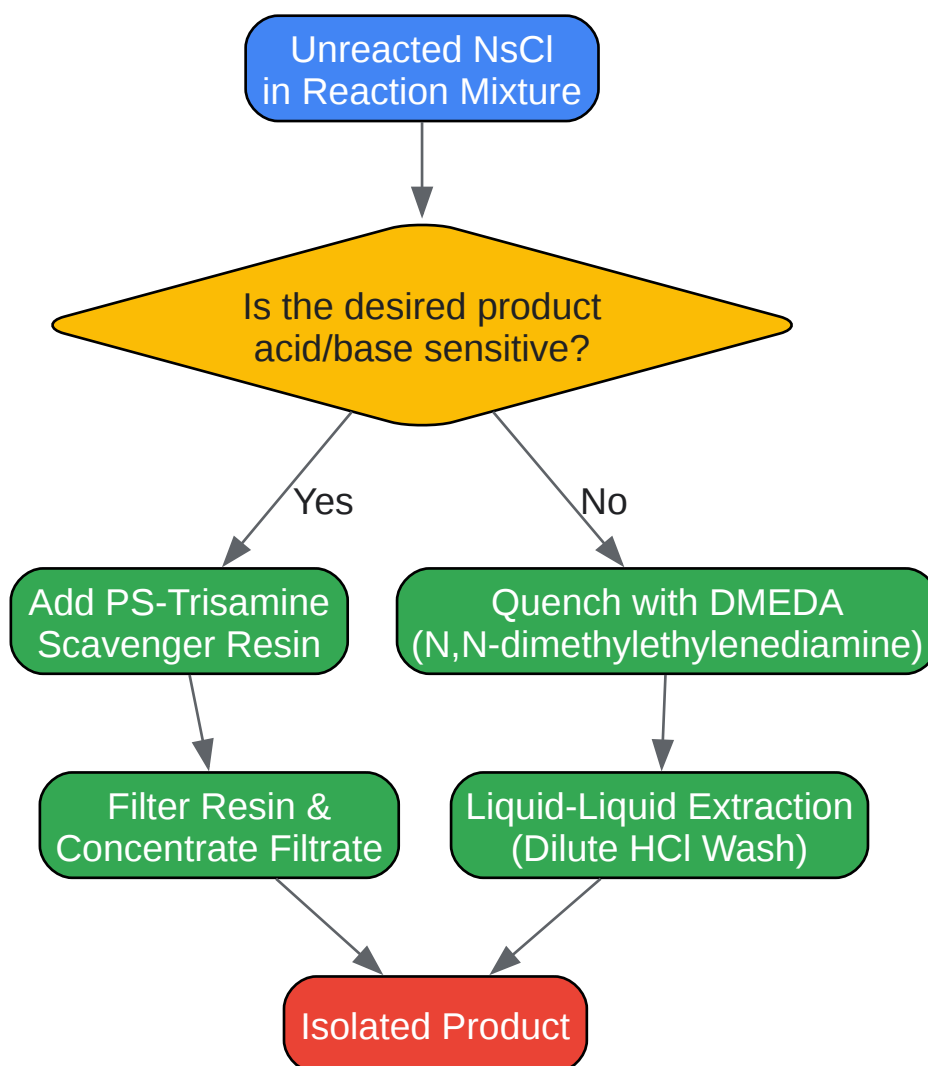 Unreacted NsCl
in Reaction Mixture
Is the desired product
acid/base sensitive?
Yes
No
Add PS-Trisamine
Scavenger Resin
Quench with DMEDA
(N,N-dimethylethylenediamine)
Filter Resin &
Concentrate Filtrate
Liquid-Liquid Extraction
(Dilute HCl Wash)
Isolated Product